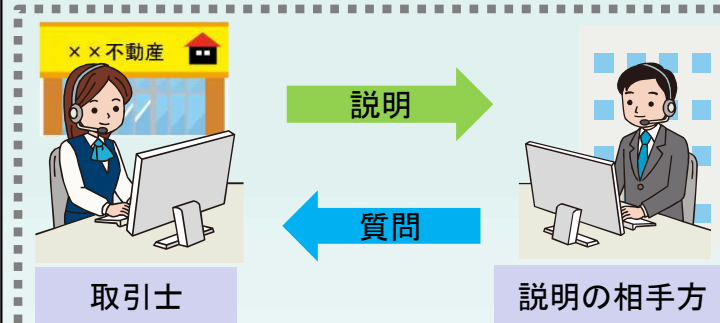 ××不動産
説明
質問
取引士
説明の相手方